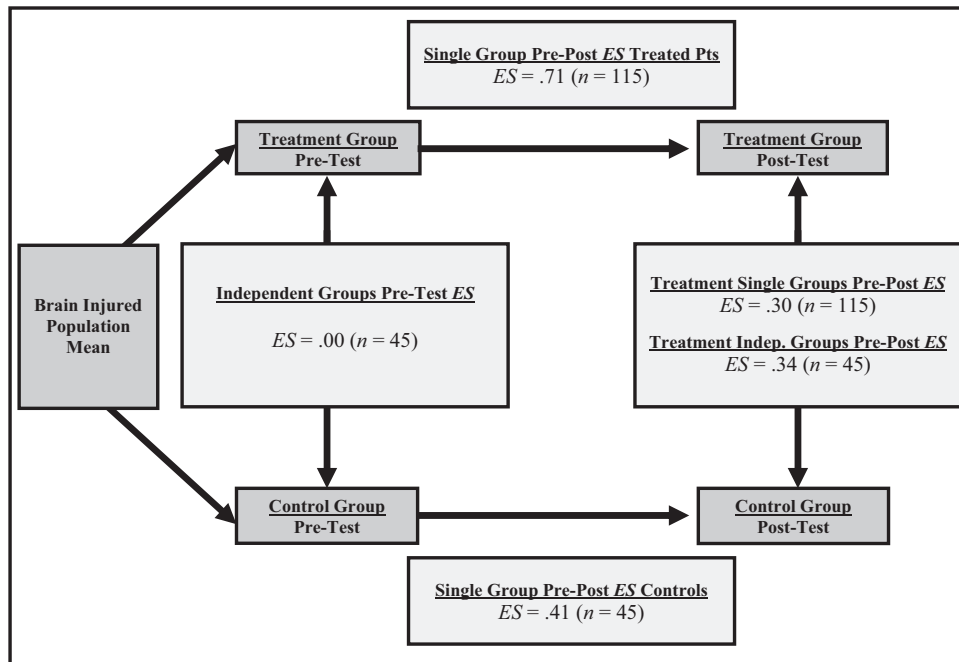 Single Group Pre-Post ES Treated Pts
ES = .71 (n = 115)
Treatment Group
Pre-Test
Treatment Group
Post-Test
Brain Injured
Population
Mean
Independent Groups Pre-Test ES
ES = .00 (n = 45)
Treatment Single Groups Pre-Post ES
ES = .30 (n = 115)
Treatment Indep. Groups Pre-Post ES
ES = .34 (n = 45)
Control Group
Pre-Test
Control Group
Post-Test
Single Group Pre-Post ES Controls
ES = .41 (n = 45)